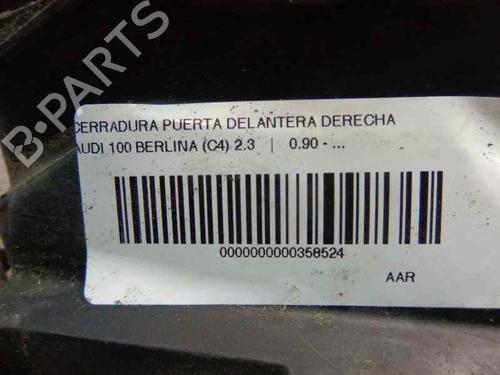 B-PARTS
CERRADURA PUERTA DELANTERA DERECHA
AUDI 100 BERLINA (C4) 2.3 | 0.90 - ...
0000000000358524
AAR